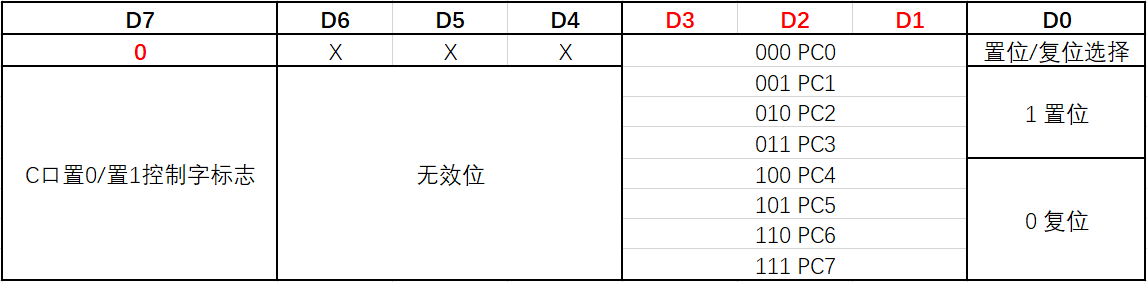 D7 D6 D5 D4 D3 D2 D1 D0
0 X X X 000 PC0 置位/复位选择
001 PC1
010 PC2
1 置位
011 PC3
C口置0/置1控制字标志
无效位
100 PC4
101 PC5
0 复位
110 PC6
111 PC7